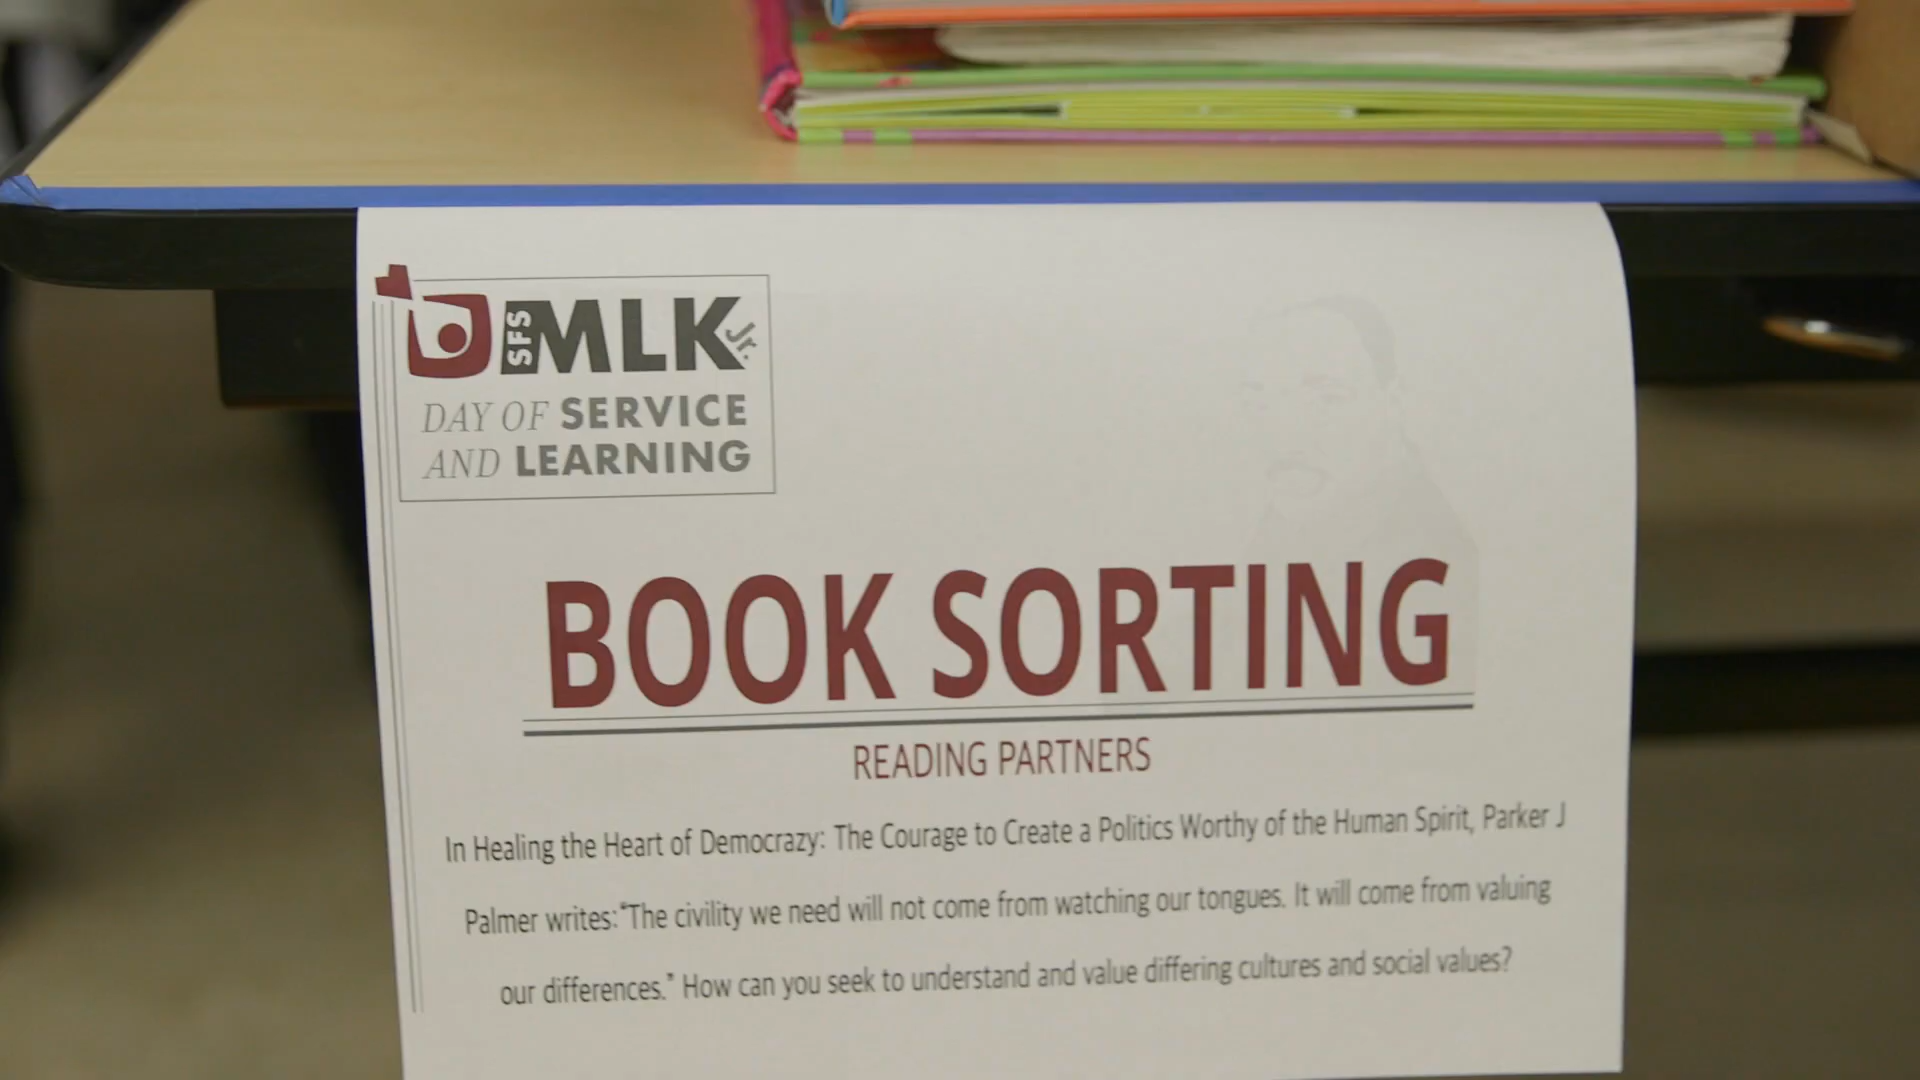 SFS MLK Jr.
DAY OF SERVICE
AND LEARNING
BOOK SORTING
READING PARTNERS
In Healing the Heart of Democrazy: The Courage to Create a Politics Worthy of the Human Spirit, Parker J
Palmer writes:"The civility we need will not come from watching our tongues. It will come from valuing
our differences." How can you seek to understand and value differing cultures and social values?